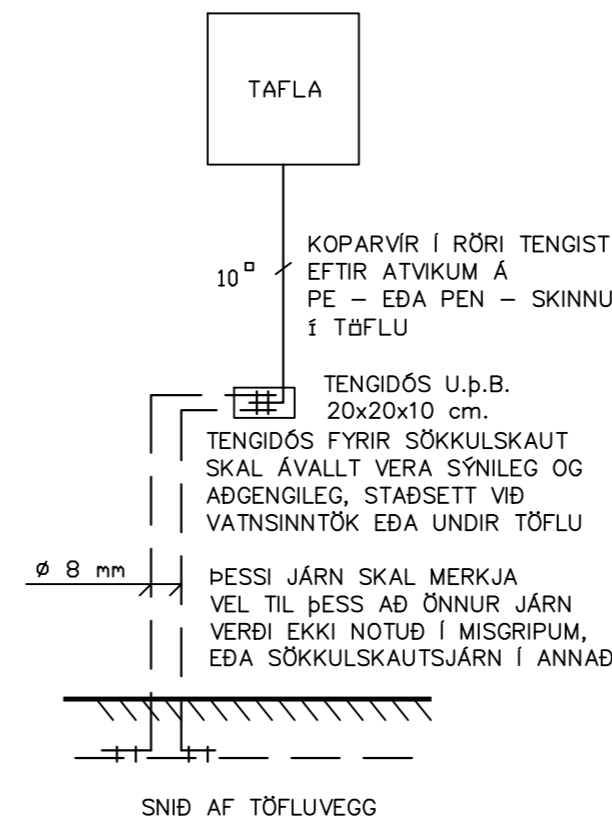 TAFLA
KOPARVÍR Í RÖRI TENGIST
10▫ EFTIR ATVIKUM Á
PE – EÐA PEN – SKINNU
í TÖFLU
TENGIDÓS U.þ.B.
20x20x10 cm.
TENGIDÓS FYRIR SÖKKULSKAUT
SKAL ÁVALLT VERA SÝNILEG OG
AÐGENGILEG, STAÐSETT VIÐ
VATNSINNTÖK EÐA UNDIR TÖFLU
ø 8 mm
ÞESSI JÁRN SKAL MERKJA
VEL TIL ÞESS AÐ ÖNNUR JÁRN
VERÐI EKKI NOTUÐ Í MISGRIPUM,
EÐA SÖKKULSKAUTSJÁRN Í ANNAÐ
SNIÐ AF TÖFLUVEGG